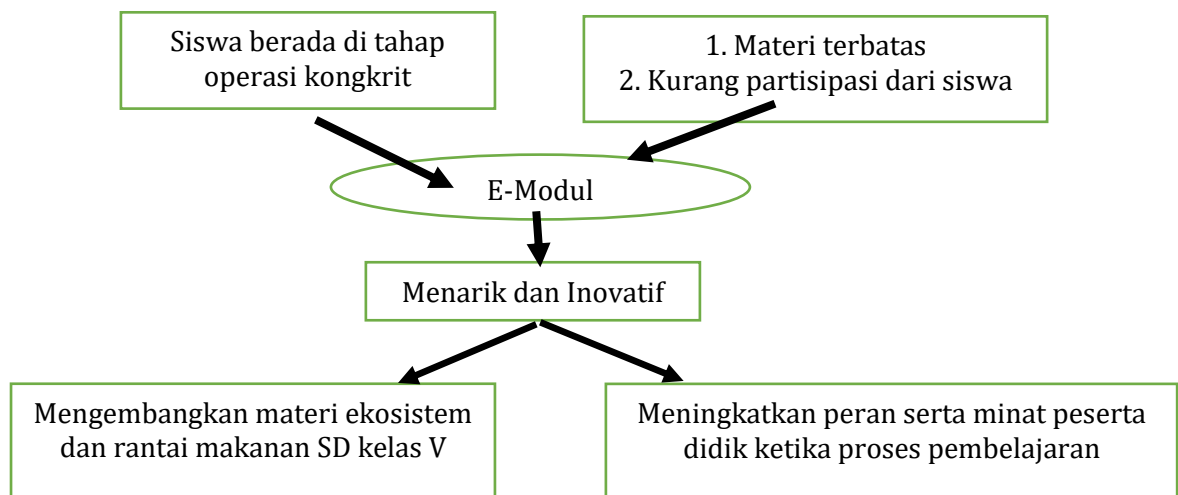 Siswa berada di tahap
operasi kongkrit
1. Materi terbatas
2. Kurang partisipasi dari siswa
E-Modul
Menarik dan Inovatif
Mengembangkan materi ekosistem
dan rantai makanan SD kelas V
Meningkatkan peran serta minat peserta
didik ketika proses pembelajaran